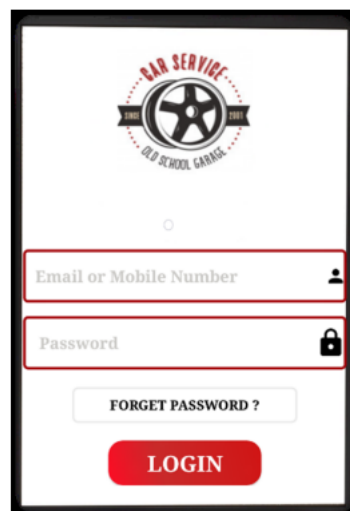 CAR SERVICE
SINCE 2001
OLD SCHOOL GARAGE
Email or Mobile Number
Password
FORGET PASSWORD ?
LOGIN